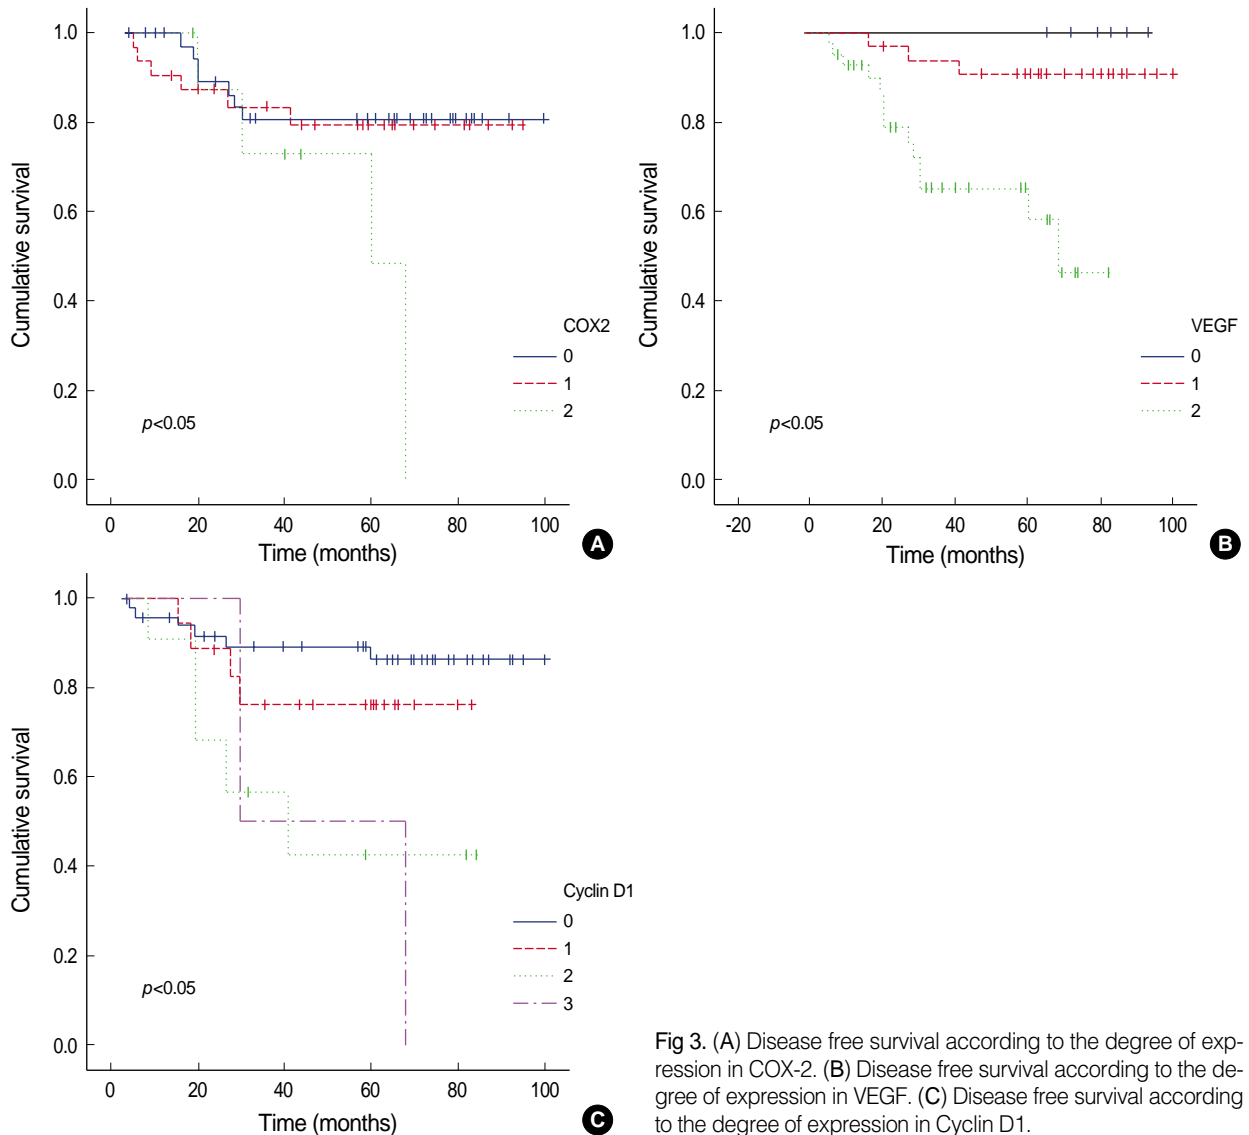 1.0
0.8
0.6
0.4
0.2
0.0
Cumulative survival
COX2
0
1
2
p<0.05
0 20 40 60 80 100
Time (months)
A
1.0
0.8
0.6
0.4
0.2
0.0
Cumulative survival
VEGF
0
1
2
p<0.05
-20 0 20 40 60 80 100
Time (months)
B
1.0
0.8
0.6
0.4
0.2
0.0
Cumulative survival
Cyclin D1
0
1
2
3
p<0.05
0 20 40 60 80 100
Time (months)
C
Fig 3. (A) Disease free survival according to the degree of exp-
ression in COX-2. (B) Disease free survival according to the de-
gree of expression in VEGF. (C) Disease free survival according
to the degree of expression in Cyclin D1.